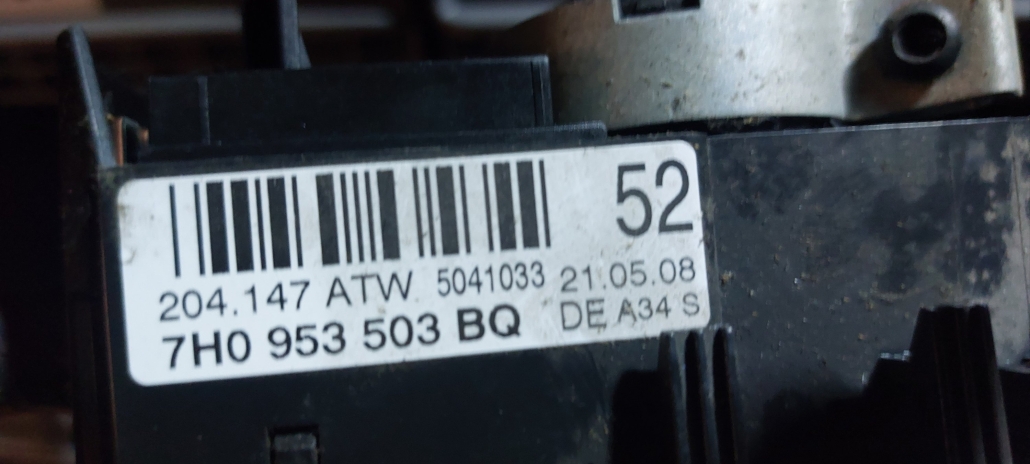 52
204.147 ATW 5041033 21.05.08
7H0 953 503 BQ DE A34 S